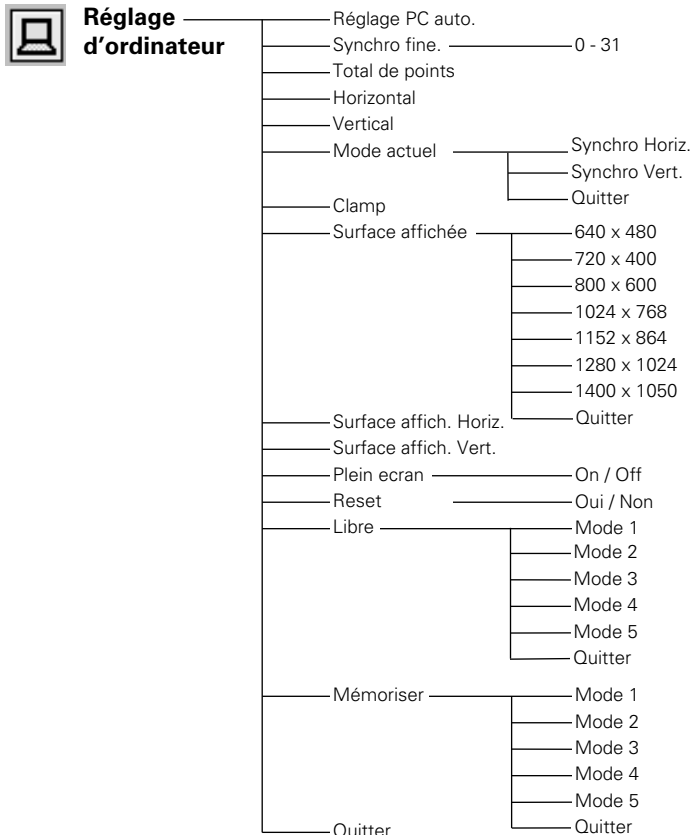 Réglage
d'ordinateur
Réglage PC auto.
Synchro fine. 0 - 31
Total de points
Horizontal
Vertical
Mode actuel Synchro Horiz.
Synchro Vert.
Quitter
Clamp
Surface affichée 640 x 480
720 x 400
800 x 600
1024 x 768
1152 x 864
1280 x 1024
1400 x 1050
Quitter
Surface affich. Horiz.
Surface affich. Vert.
Plein ecran On / Off
Reset Oui / Non
Libre Mode 1
Mode 2
Mode 3
Mode 4
Mode 5
Quitter
Mémoriser Mode 1
Mode 2
Mode 3
Mode 4
Mode 5
Quitter
Quitter